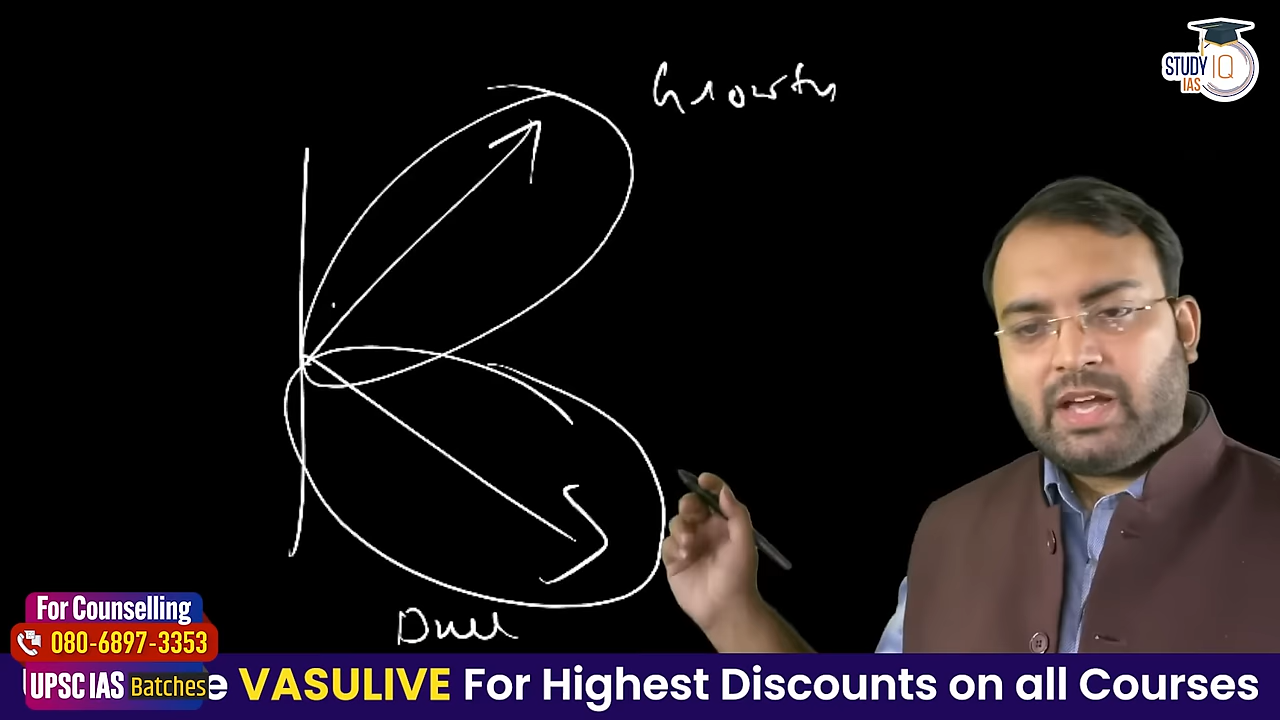 Growth
STUDY IQ
IAS
Dull
For Counselling
080-6897-3353
UPSC IAS Batches
e VASULIVE For Highest Discounts on all Courses